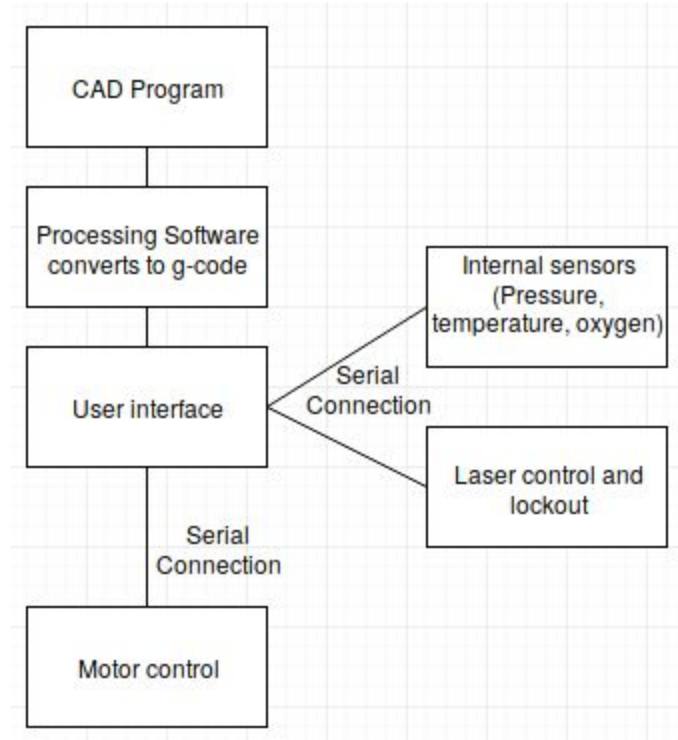 CAD Program
Processing Software
converts to g-code
Internal sensors
(Pressure,
temperature, oxygen)
Serial
Connection
User interface
Laser control and
lockout
Serial
Connection
Motor control